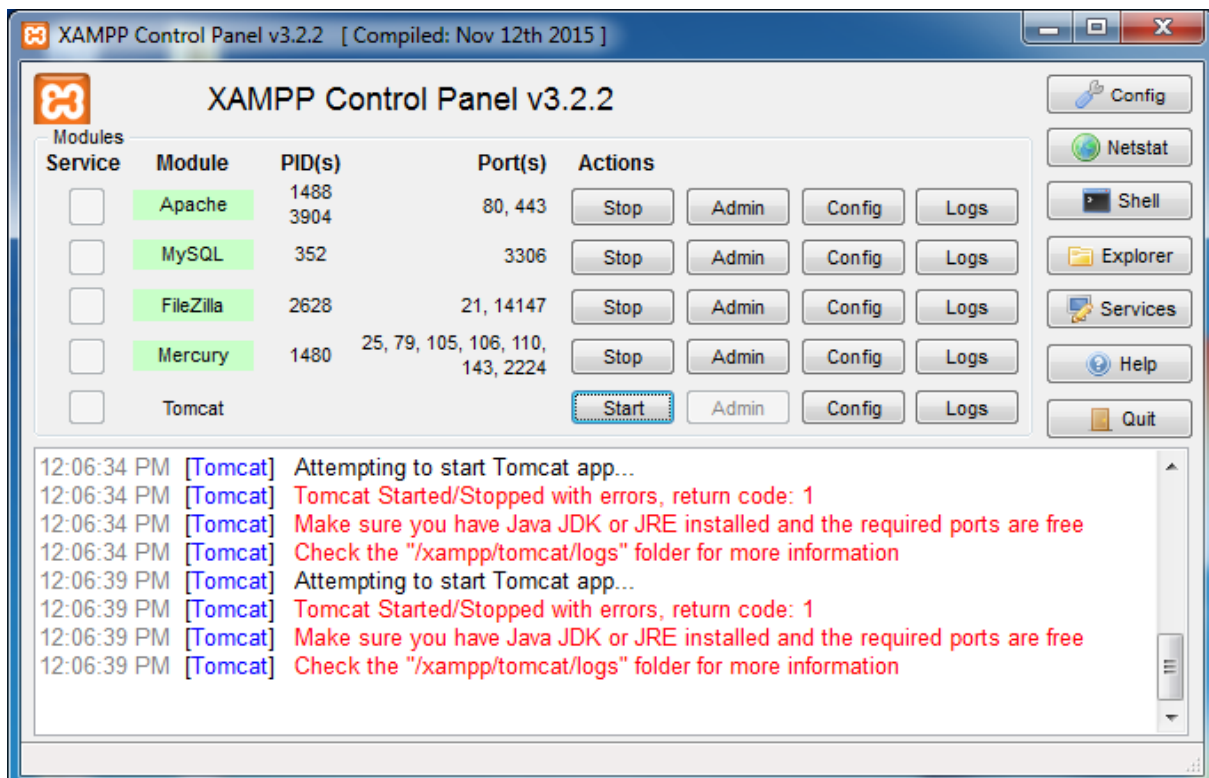 XAMPP Control Panel v3.2.2 [ Compiled: Nov 12th 2015 ]
XAMPP Control Panel v3.2.2
Config
Modules
Netstat
Service Module PID(s) Port(s) Actions
Apache 1488 3904 80, 443 Stop Admin Config Logs
Shell
MySQL 352 3306 Stop Admin Config Logs
Explorer
FileZilla 2628 21, 14147 Stop Admin Config Logs
Services
Mercury 1480 25, 79, 105, 106, 110, 143, 2224 Stop Admin Config Logs
Help
Tomcat Start Admin Config Logs
Quit
12:06:34 PM [Tomcat] Attempting to start Tomcat app...
12:06:34 PM [Tomcat] Tomcat Started/Stopped with errors, return code: 1
12:06:34 PM [Tomcat] Make sure you have Java JDK or JRE installed and the required ports are free
12:06:34 PM [Tomcat] Check the "/xampp/tomcat/logs" folder for more information
12:06:39 PM [Tomcat] Attempting to start Tomcat app...
12:06:39 PM [Tomcat] Tomcat Started/Stopped with errors, return code: 1
12:06:39 PM [Tomcat] Make sure you have Java JDK or JRE installed and the required ports are free
12:06:39 PM [Tomcat] Check the "/xampp/tomcat/logs" folder for more information